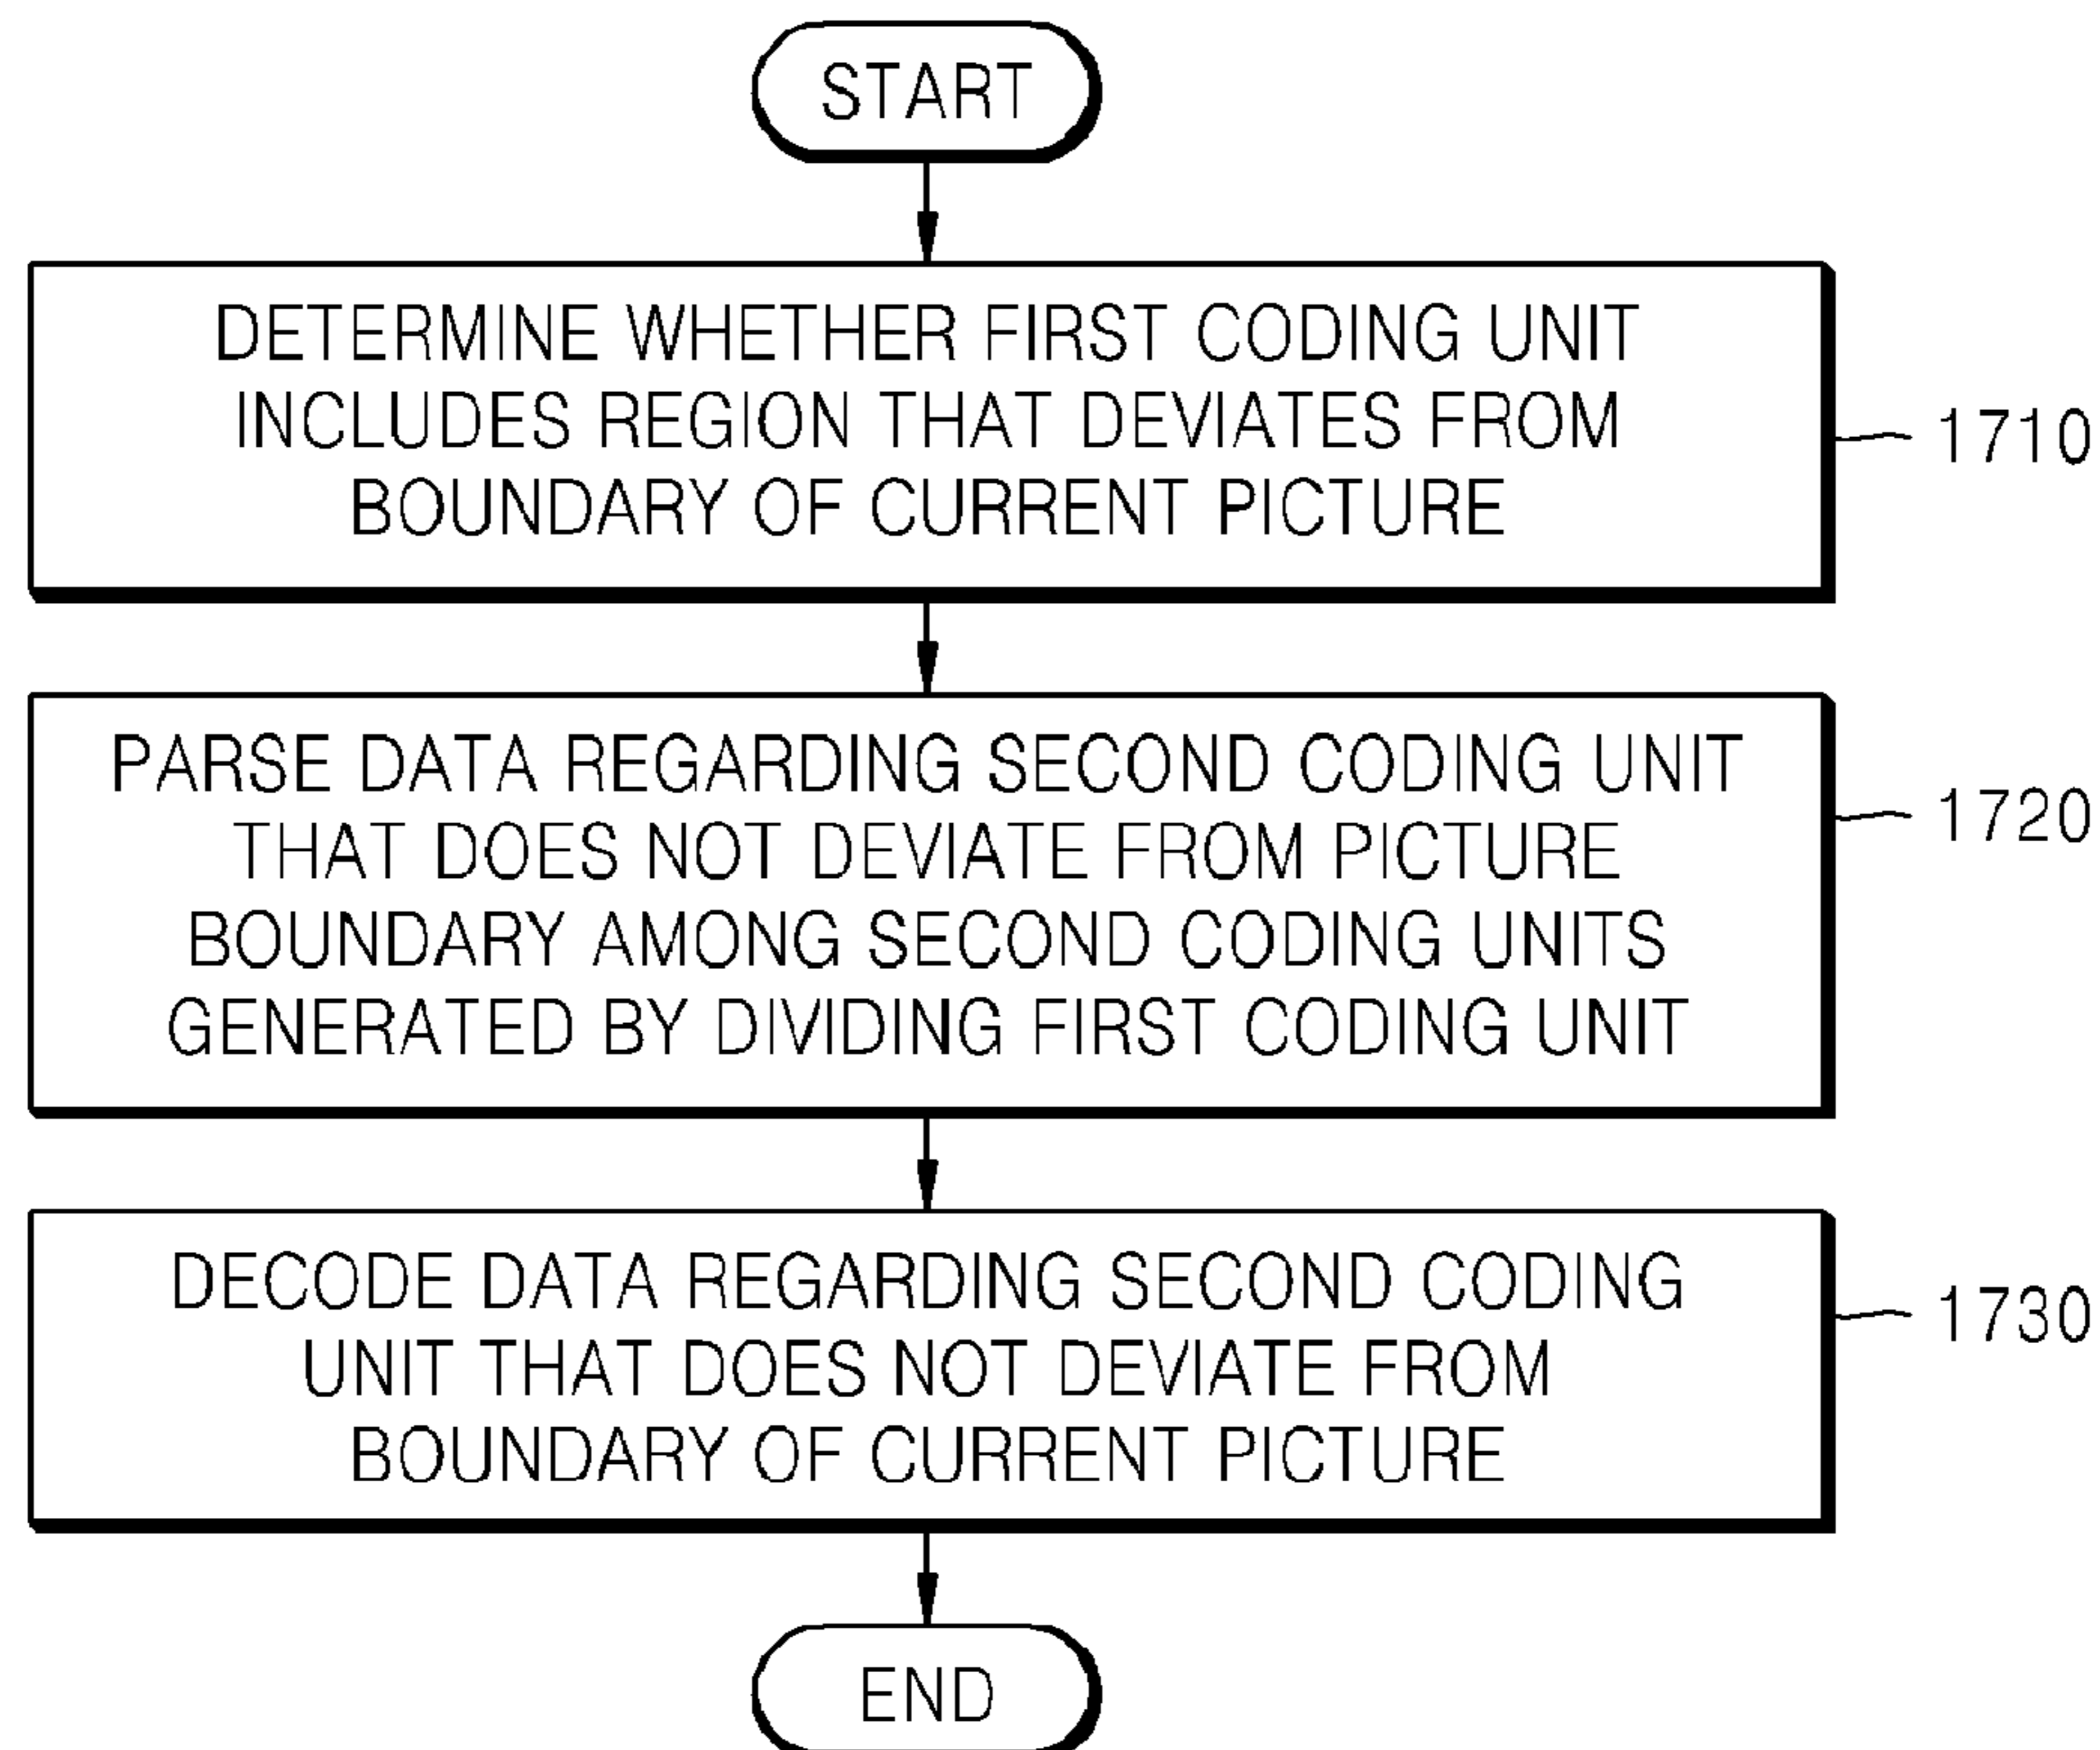 START
DETERMINE WHETHER FIRST CODING UNIT
INCLUDES REGION THAT DEVIATES FROM
BOUNDARY OF CURRENT PICTURE
1710
PARSE DATA REGARDING SECOND CODING UNIT
THAT DOES NOT DEVIATE FROM PICTURE
BOUNDARY AMONG SECOND CODING UNITS
GENERATED BY DIVIDING FIRST CODING UNIT
1720
DECODE DATA REGARDING SECOND CODING
UNIT THAT DOES NOT DEVIATE FROM
BOUNDARY OF CURRENT PICTURE
1730
END